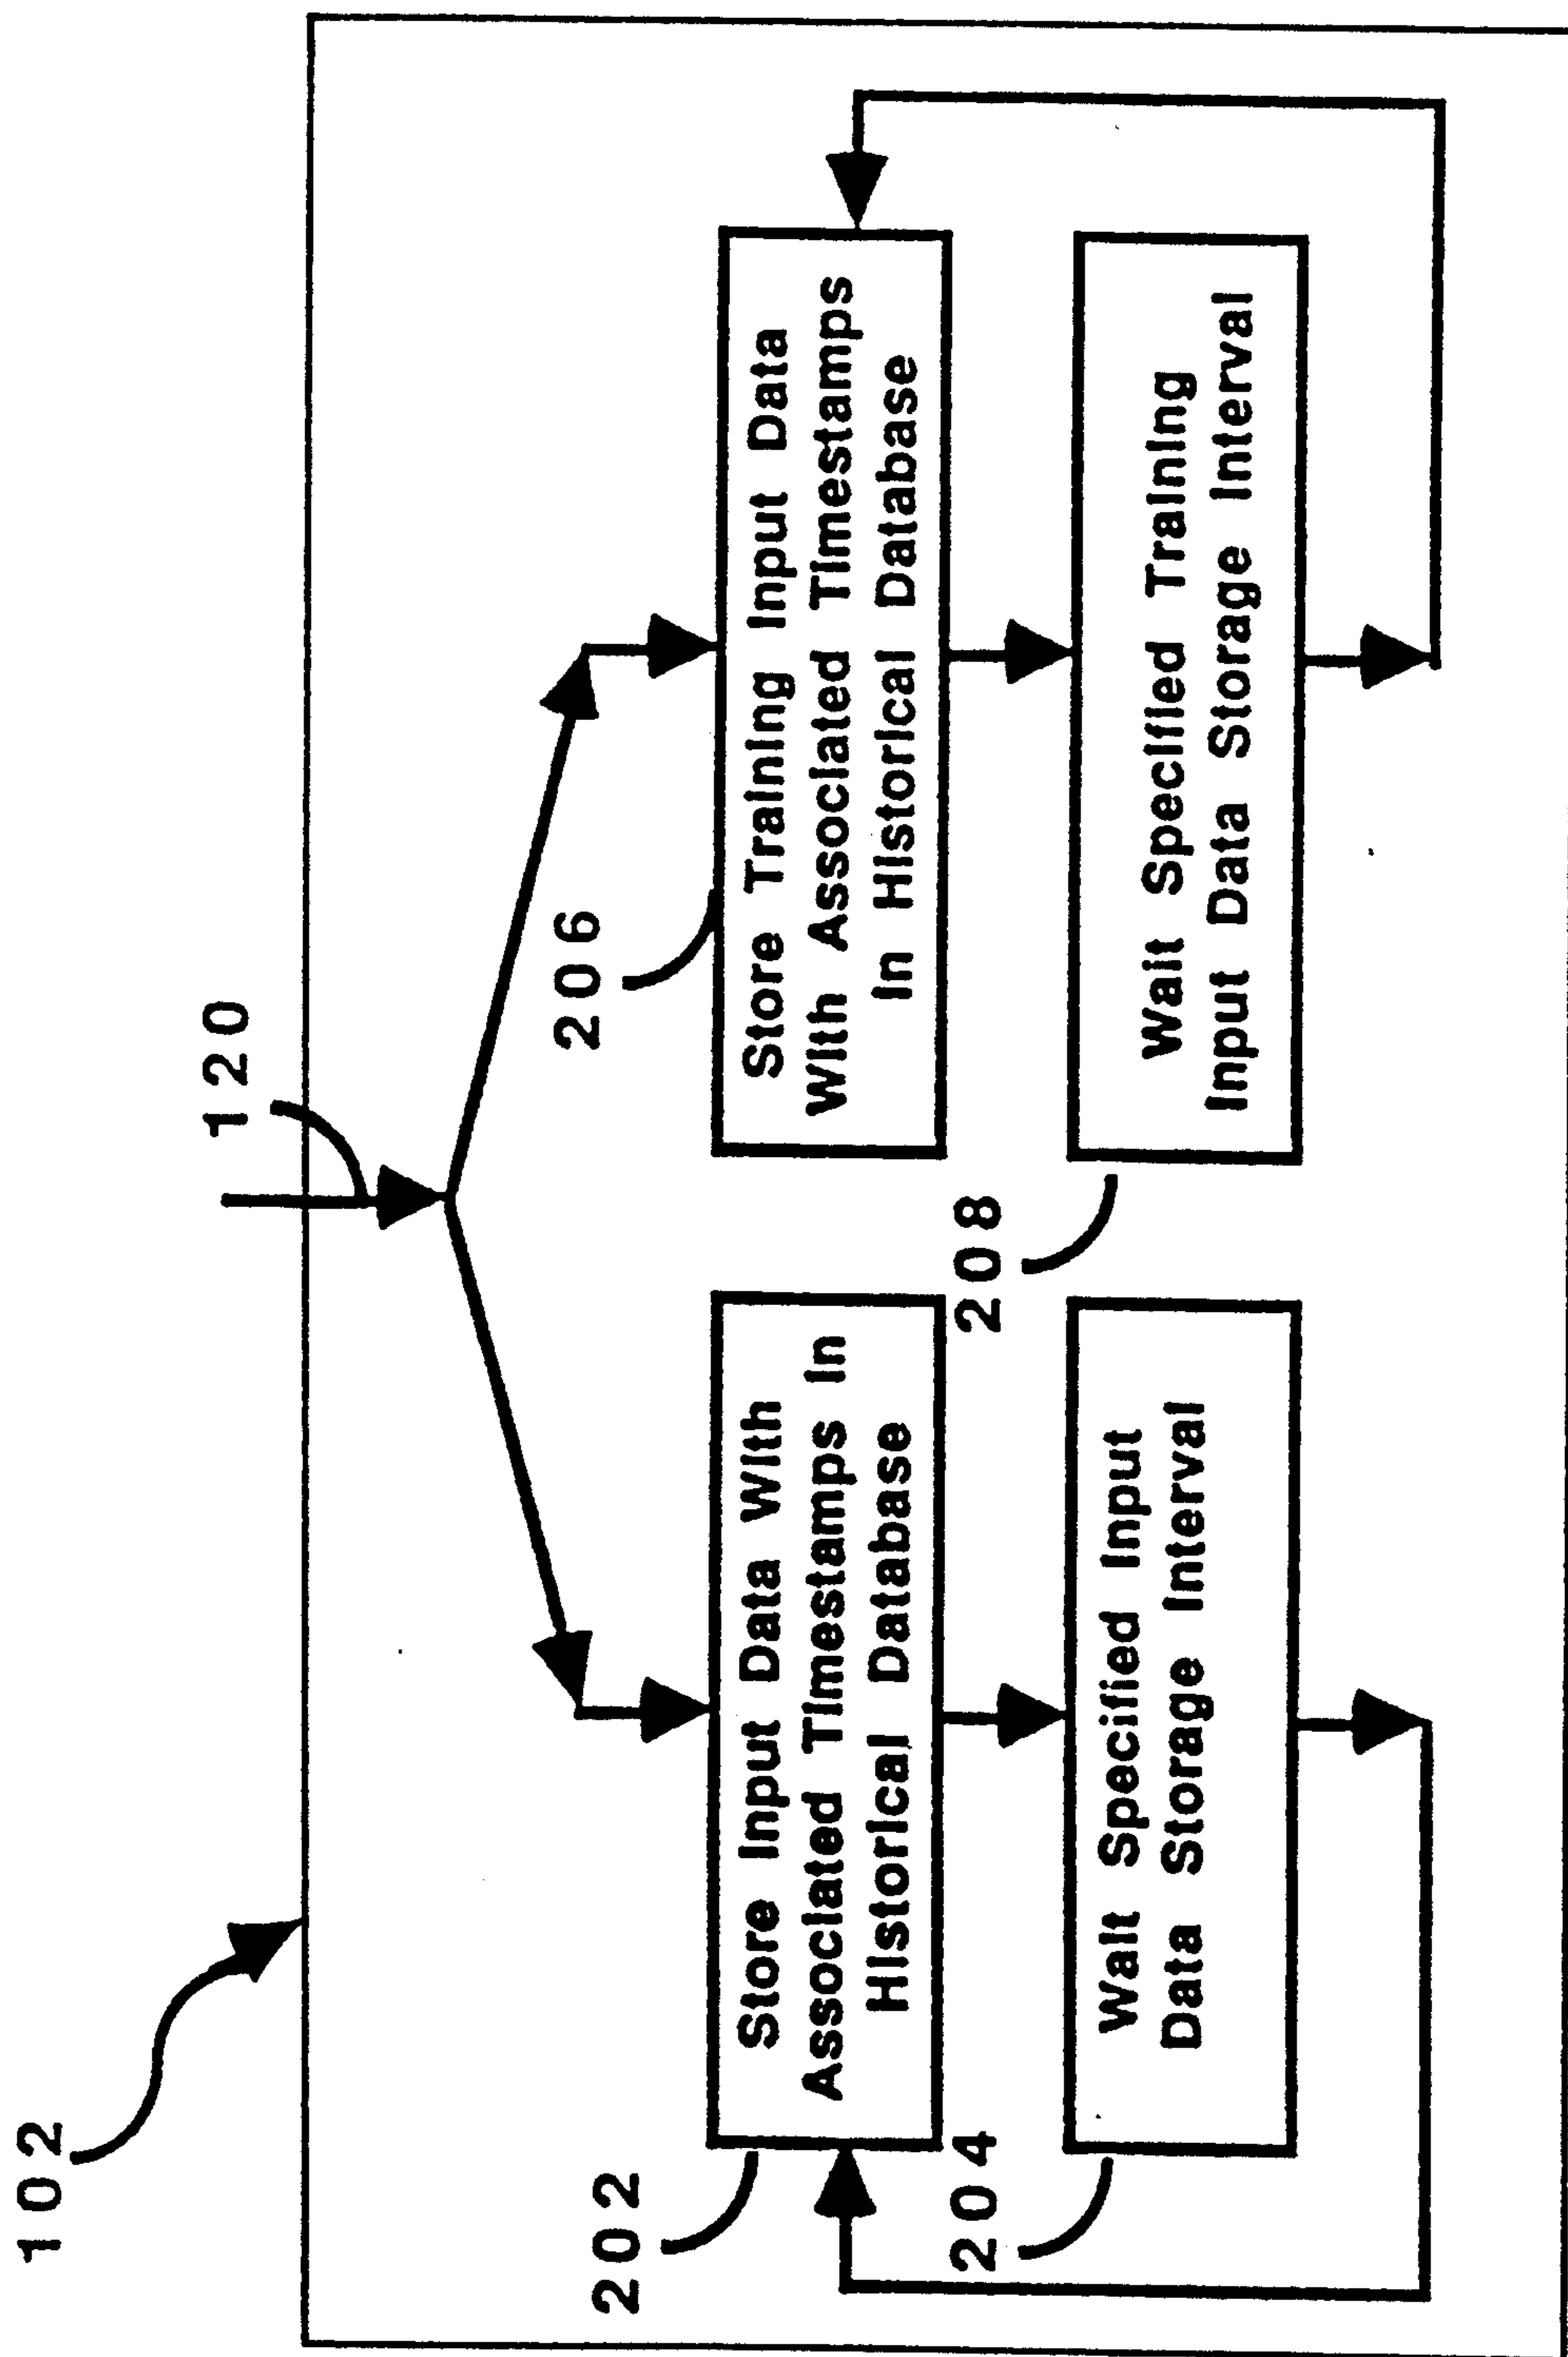 102
120
202
Store Input Data With
Associated Timestamps In
Historical Database
206
Store Training Input Data
With Associated Timestamps
In Historical Database
204
Wait Specified Input
Data Storage Interval
208
Wait Specified Training
Input Data Storage Interval